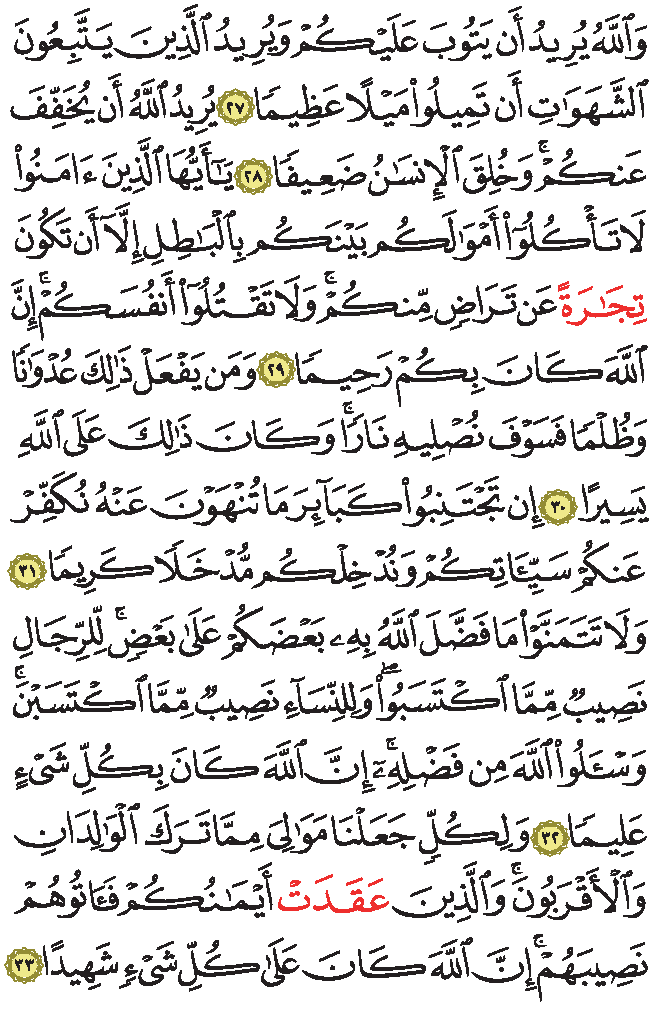 وَٱللَّهُ يُرِيدُ أَن يَتُوبَ عَلَيْكُمْ وَيُرِيدُ ٱلَّذِينَ يَتَّبِعُونَ
ٱلشَّهَوَٰتِ أَن تَمِيلُوا۟ مَيْلًا عَظِيمًا ٢٧ يُرِيدُ ٱللَّهُ أَن يُخَفِّفَ
عَنكُمْ ۚ وَخُلِقَ ٱلْإِنسَٰنُ ضَعِيفًا ٢٨ يَٰٓأَيُّهَا ٱلَّذِينَ ءَامَنُوا۟
لَا تَأْكُلُوٓا۟ أَمْوَٰلَكُم بَيْنَكُم بِٱلْبَٰطِلِ إِلَّآ أَن تَكُونَ
تِجَٰرَةً عَن تَرَاضٍ مِّنكُمْ ۚ وَلَا تَقْتُلُوٓا۟ أَنفُسَكُمْ ۚ إِنَّ
ٱللَّهَ كَانَ بِكُمْ رَحِيمًا ٢٩ وَمَن يَفْعَلْ ذَٰلِكَ عُدْوَٰنًا
وَظُلْمًا فَسَوْفَ نُصْلِيهِ نَارًا ۚ وَكَانَ ذَٰلِكَ عَلَى ٱللَّهِ
يَسِيرًا ٣٠ إِن تَجْتَنِبُوا۟ كَبَآئِرَ مَا تُنْهَوْنَ عَنْهُ نُكَفِّرْ
عَنكُمْ سَيِّـَٔاتِكُمْ وَنُدْخِلْكُم مُّدْخَلًا كَرِيمًا ٣١
وَلَا تَتَمَنَّوْا۟ مَا فَضَّلَ ٱللَّهُ بِهِۦ بَعْضَكُمْ عَلَىٰ بَعْضٍ ۚ لِّلرِّجَالِ
نَصِيبٌ مِّمَّا ٱكْتَسَبُوا۟ ۖ وَلِلنِّسَآءِ نَصِيبٌ مِّمَّا ٱكْتَسَبْنَ ۚ
وَسْـَٔلُوا۟ ٱللَّهَ مِن فَضْلِهِۦٓ ۚ إِنَّ ٱللَّهَ كَانَ بِكُلِّ شَىْءٍ
عَلِيمًا ٣٢ وَلِكُلٍّ جَعَلْنَا مَوَٰلِىَ مِمَّا تَرَكَ ٱلْوَٰلِدَانِ
وَٱلْأَقْرَبُونَ ۚ وَٱلَّذِينَ عَقَدَتْ أَيْمَٰنُكُمْ فَـَٔاتُوهُمْ
نَصِيبَهُمْ ۚ إِنَّ ٱللَّهَ كَانَ عَلَىٰ كُلِّ شَىْءٍ شَهِيدًا ٣٣